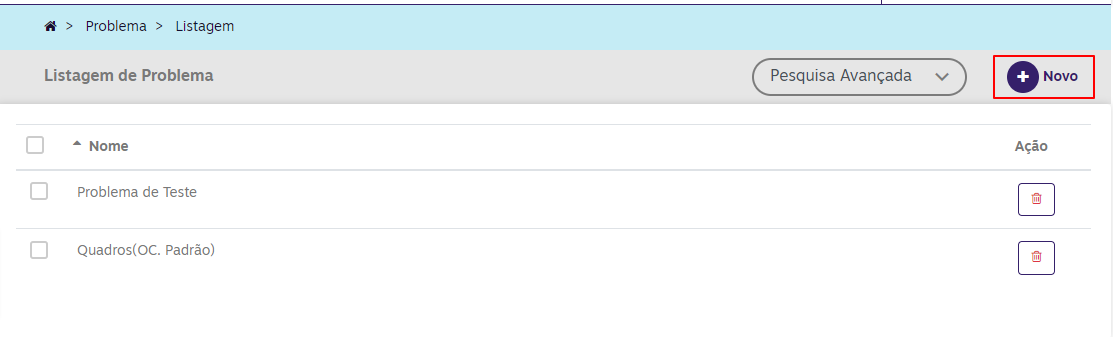 > Problema > Listagem
Listagem de Problema
Pesquisa Avançada
Novo
Nome
Ação
Problema de Teste
Quadros(OC. Padrão)